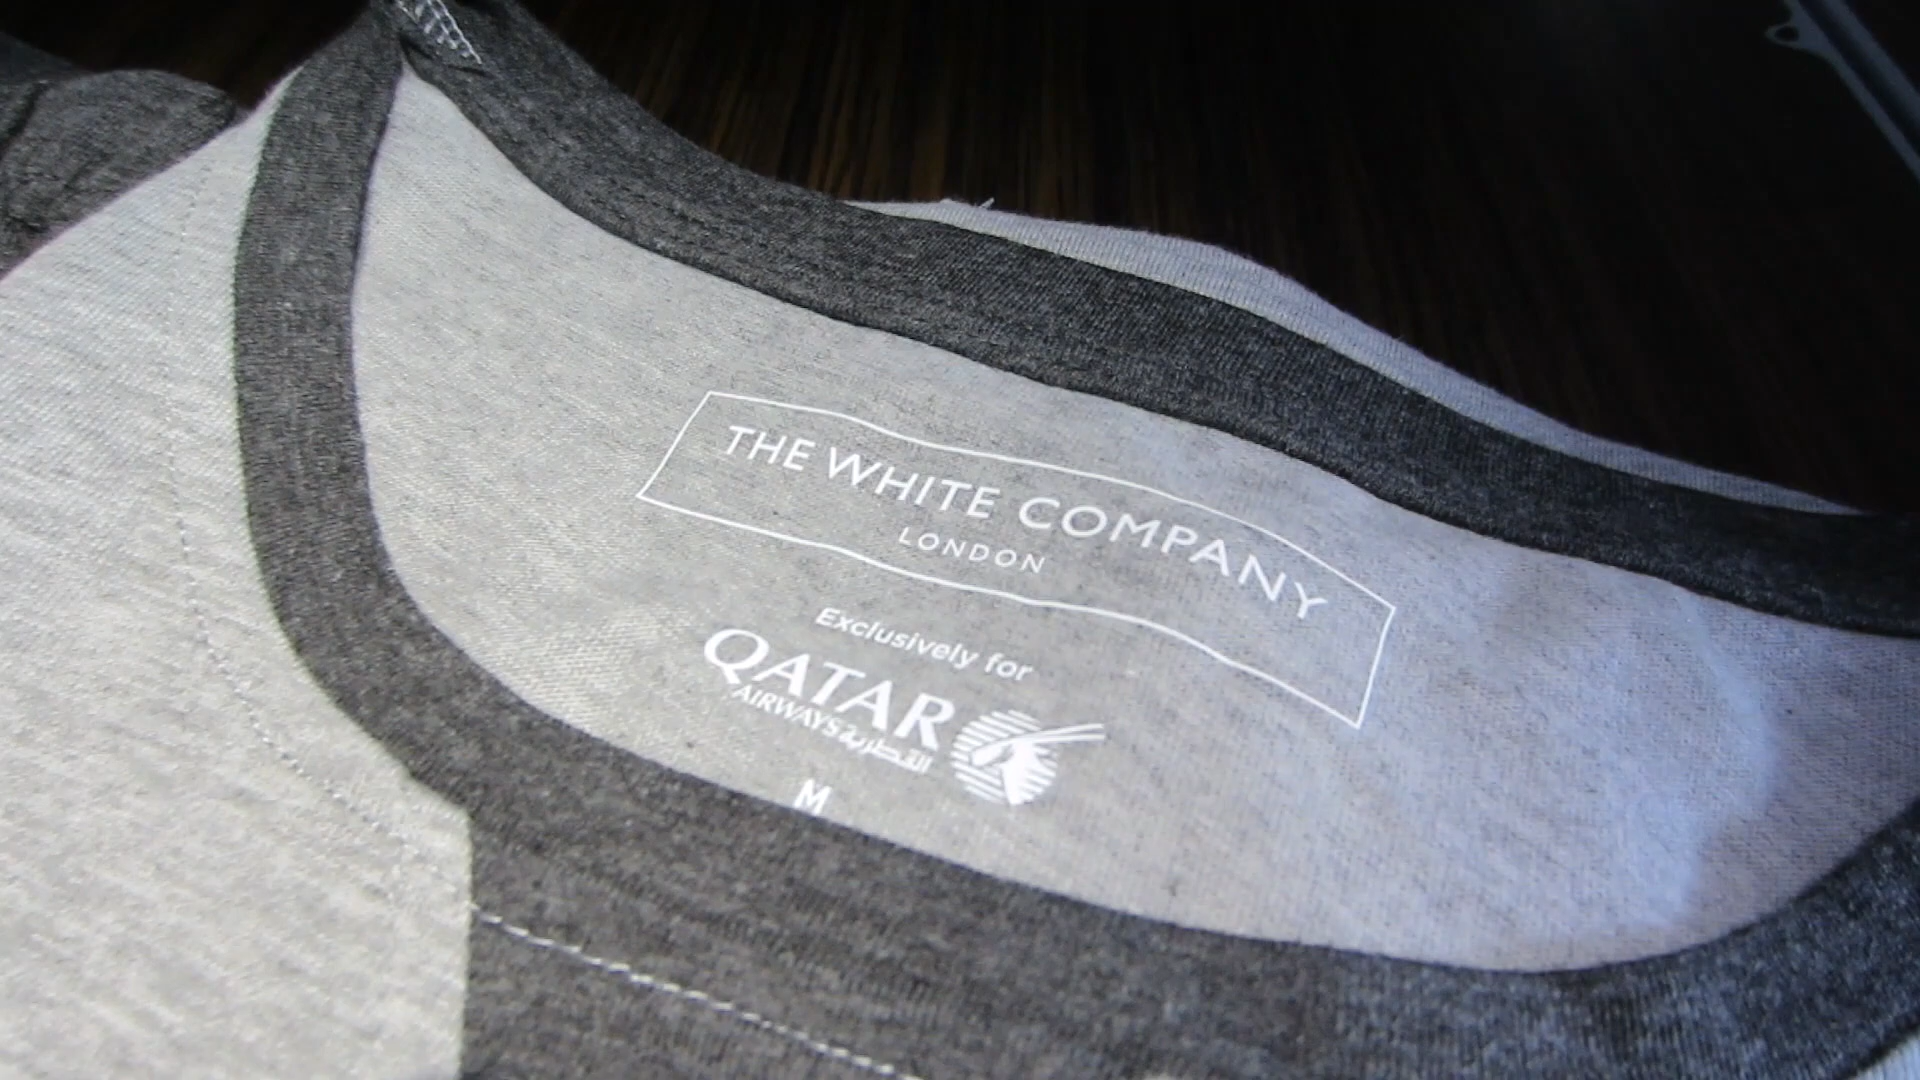 THE WHITE COMPANY
LONDON
Exclusively for
QATAR
AIRWAYS القطرية
M